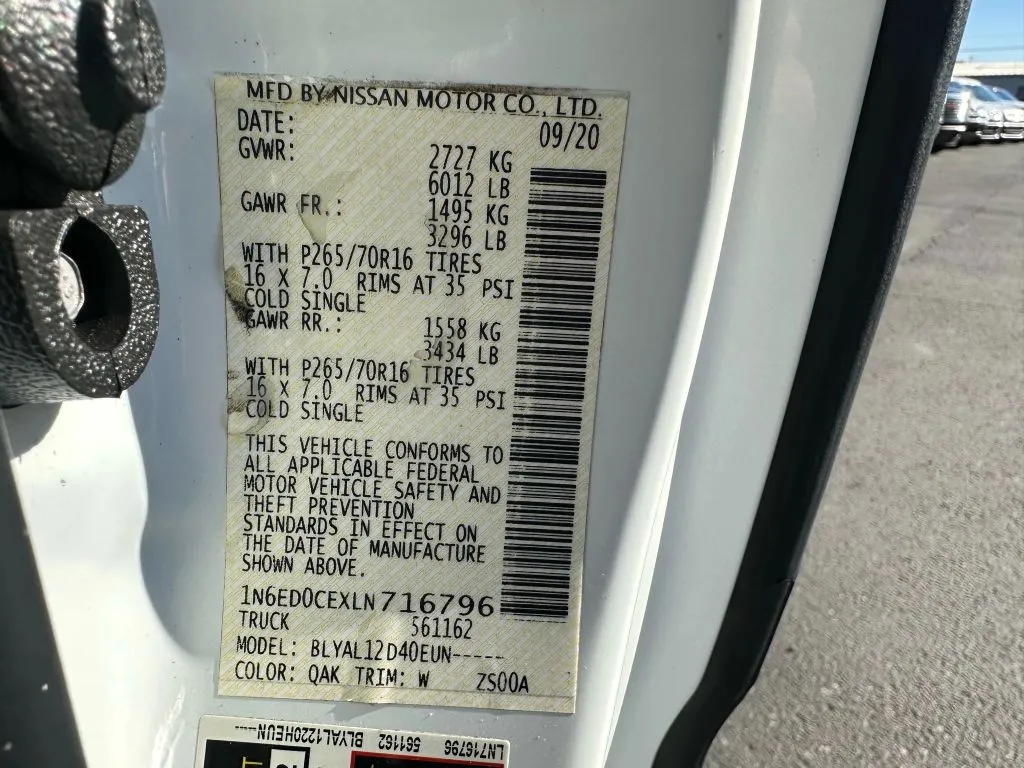 MFD BY NISSAN MOTOR CO., LTD.
DATE: 09/20
GVWR: 2727 KG
6012 LB
GAWR FR.: 1495 KG
3296 LB
WITH P265/70R16 TIRES
16 X 7.0 RIMS AT 35 PSI
COLD SINGLE
GAWR RR.: 1558 KG
3434 LB
WITH P265/70R16 TIRES
16 X 7.0 RIMS AT 35 PSI
COLD SINGLE
THIS VEHICLE CONFORMS TO
ALL APPLICABLE FEDERAL
MOTOR VEHICLE SAFETY AND
THEFT PREVENTION
STANDARDS IN EFFECT ON
THE DATE OF MANUFACTURE
SHOWN ABOVE.
1N6ED0CEXLN716796
TRUCK 561162
MODEL: BLYAL12D40EUN-----
COLOR: QAK TRIM: W ZS00A
LN716796 561162 BLYAL1220HEUN-----